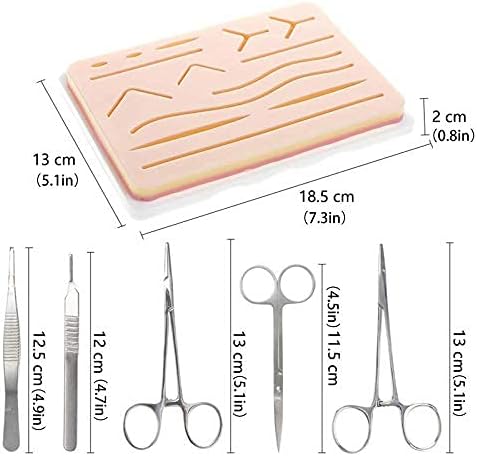 2 cm
(0.8in)
13 cm
(5.1in)
18.5 cm
(7.3in)
12.5 cm (4.9in)
12 cm (4.7in)
13 cm(5.1in)
(4.5in) 11.5 cm
13 cm
(5.1in)